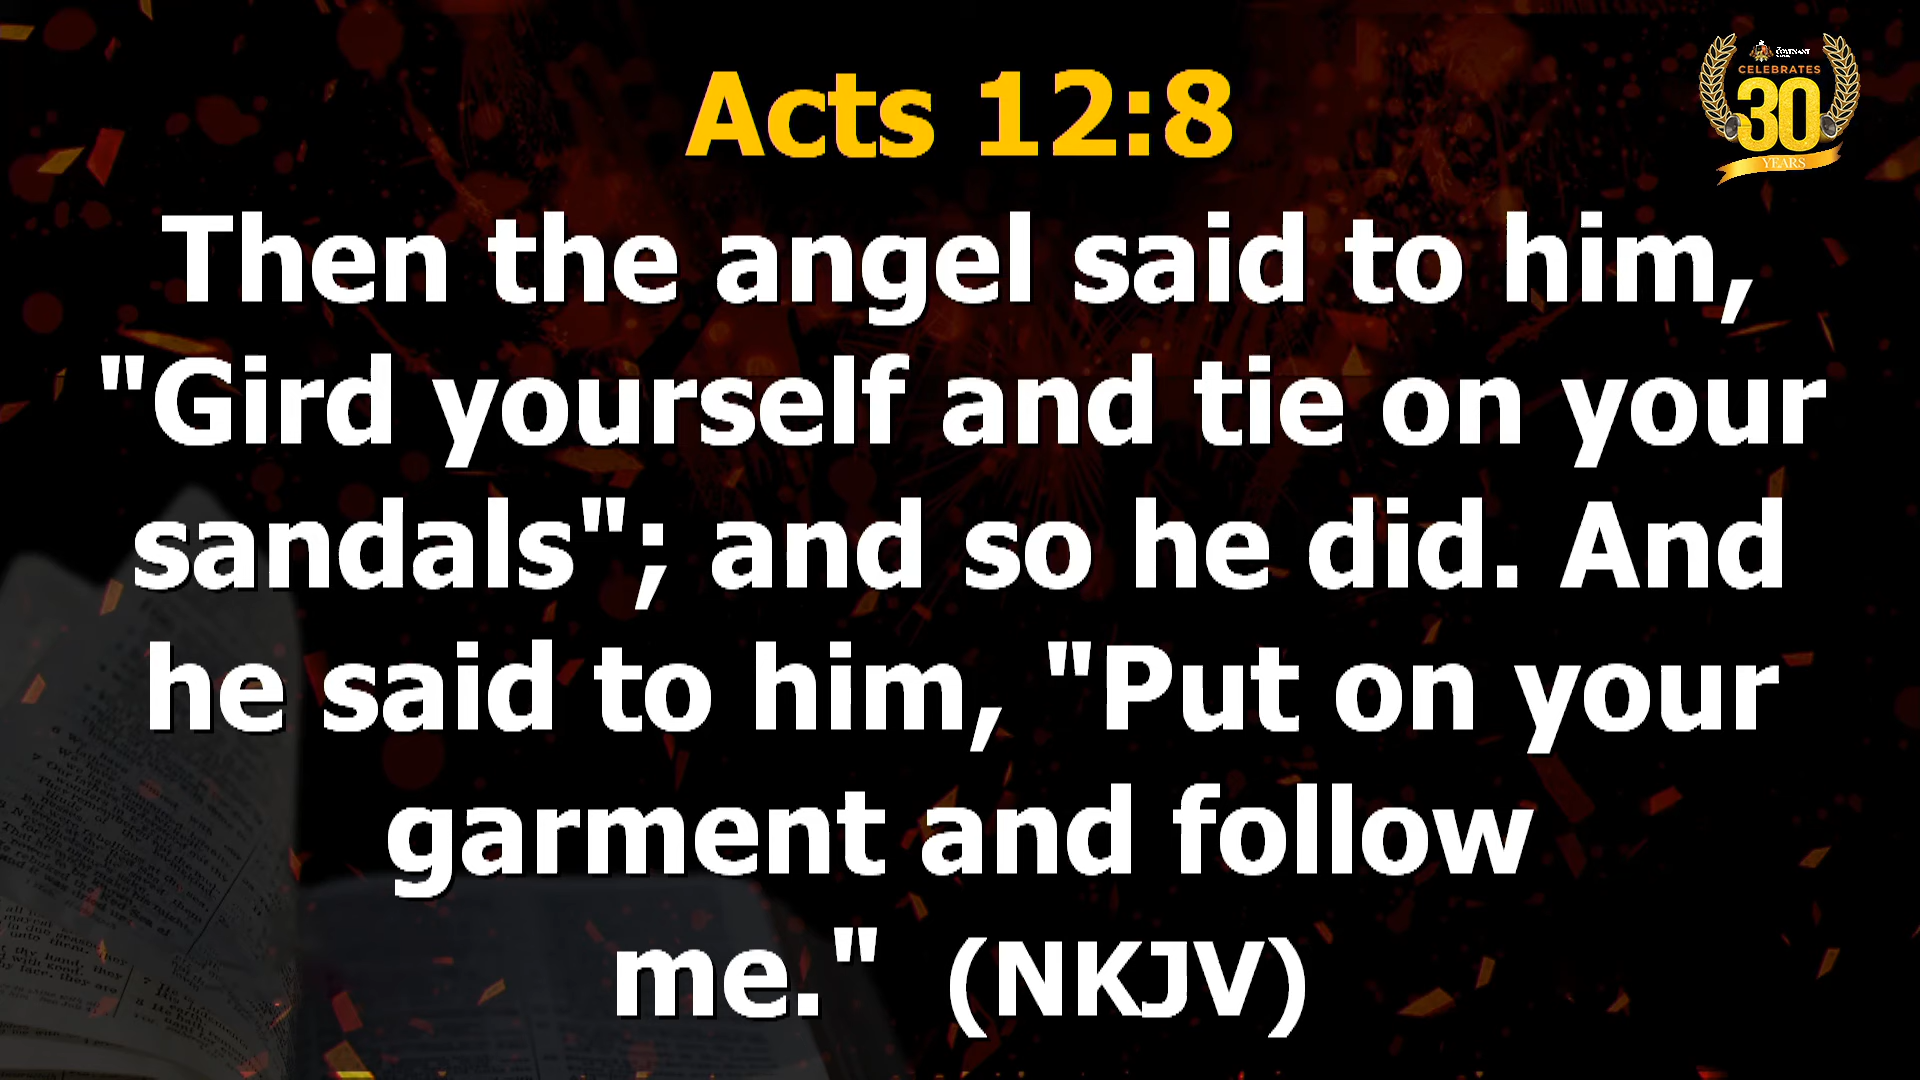 Acts 12:8
COVENANT
CELEBRATES
30
YEARS
Then the angel said to him,
"Gird yourself and tie on your
sandals"; and so he did. And
he said to him, "Put on your
garment and follow
me." (NKJV)